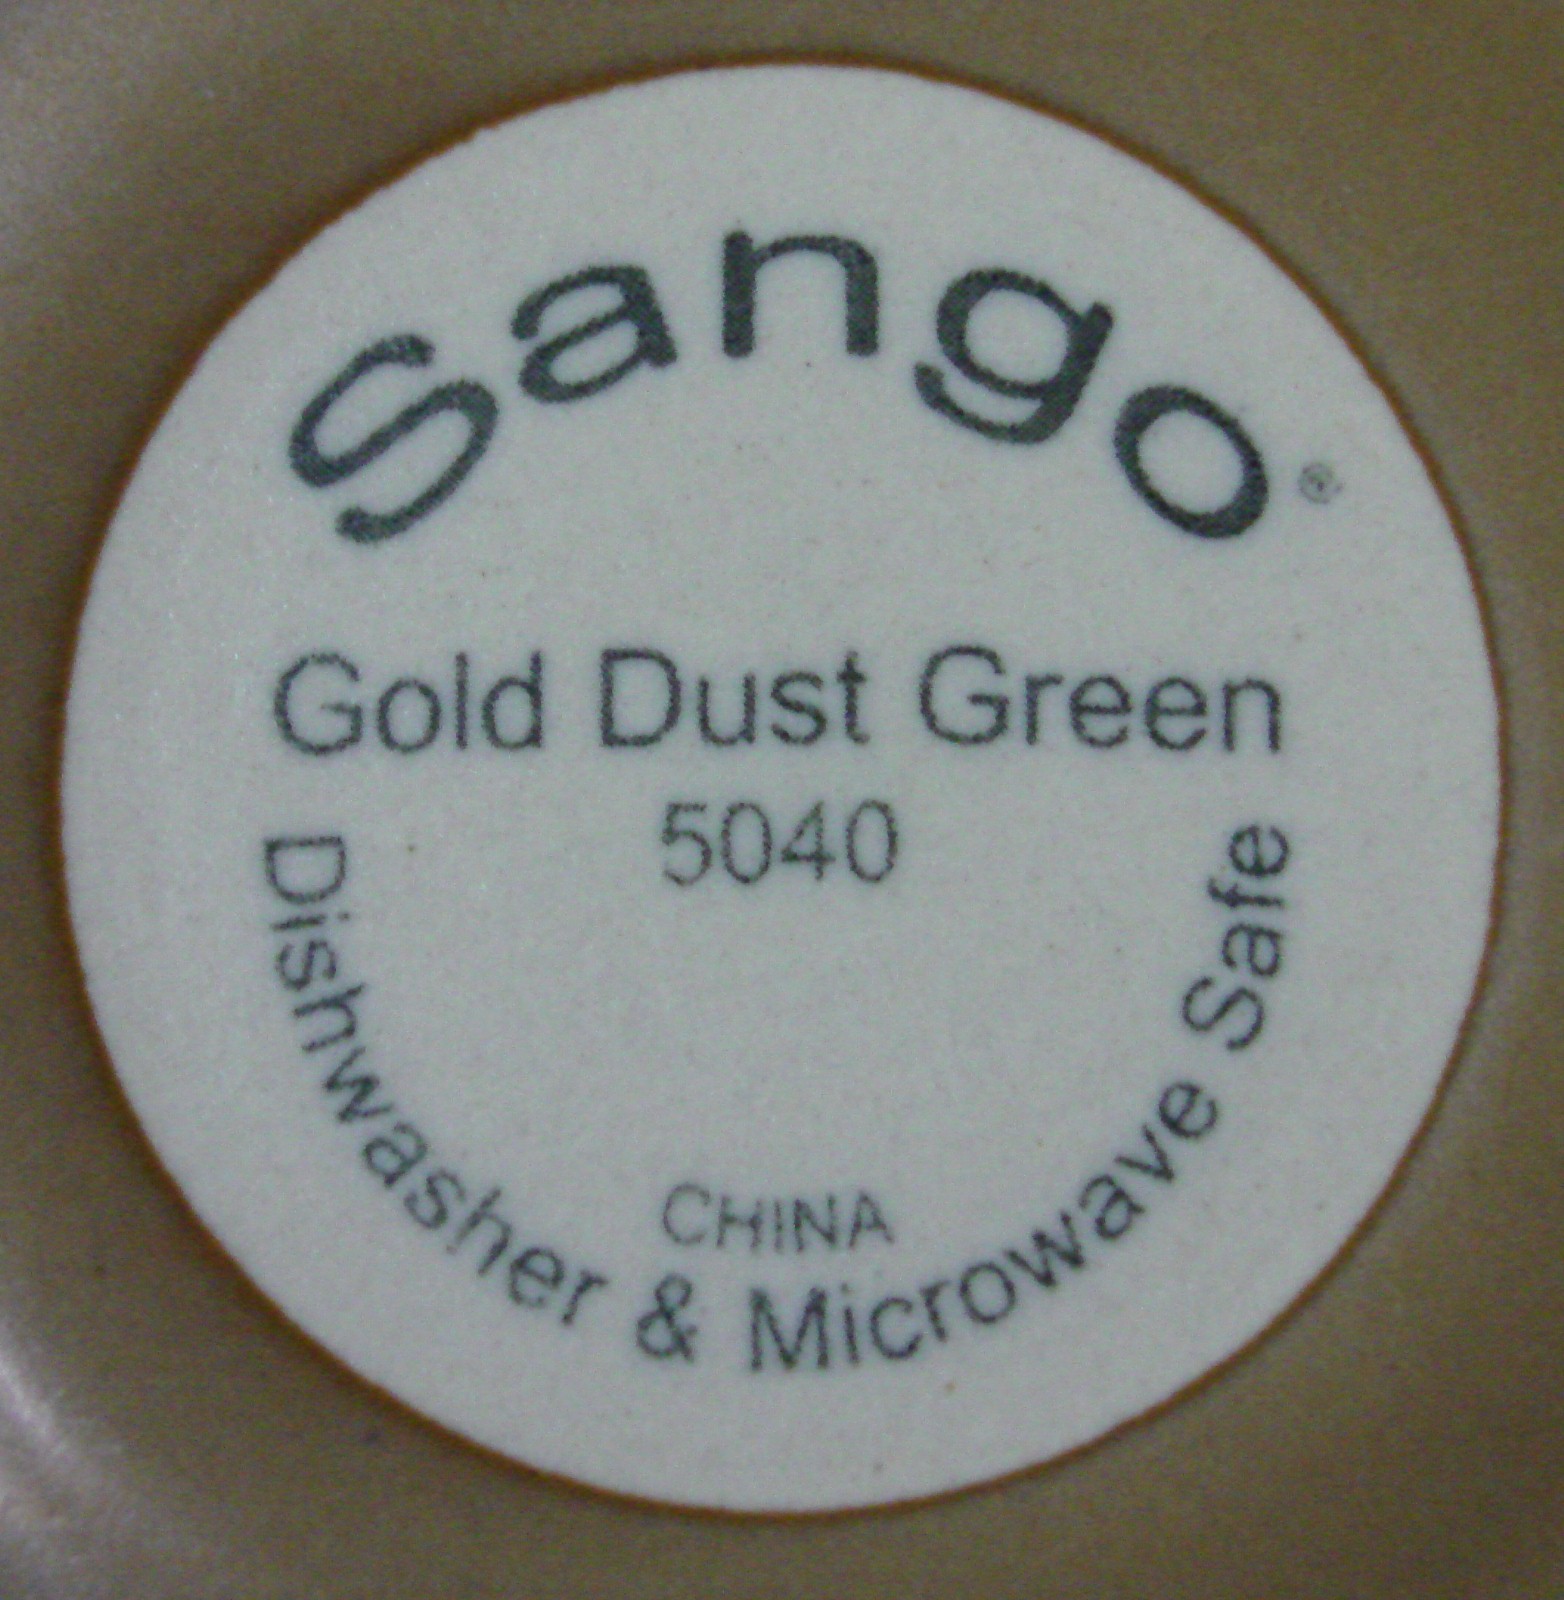 Sango®
Gold Dust Green
5040
CHINA
Dishwasher & Microwave Safe